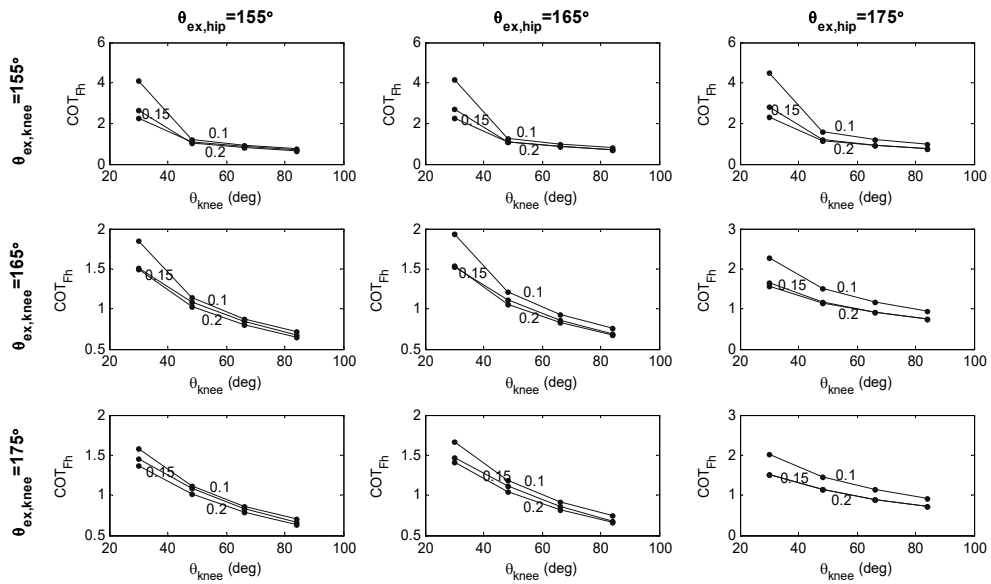 θex,hip=155°
θex,hip=165°
θex,hip=175°
θex,knee=155°
COTFh
6
4
2
0
0.15
0.1
0.2
20 40 60 80 100
θknee (deg)
COTFh
6
4
2
0
0.15
0.1
0.2
20 40 60 80 100
θknee (deg)
COTFh
6
4
2
0
0.15
0.1
0.2
20 40 60 80 100
θknee (deg)
θex,knee=165°
COTFh
2
1.5
1
0.5
0.15
0.1
0.2
20 40 60 80 100
θknee (deg)
COTFh
2
1.5
1
0.5
0.15
0.1
0.2
20 40 60 80 100
θknee (deg)
COTFh
3
2
1
0
0.15
0.1
0.2
20 40 60 80 100
θknee (deg)
θex,knee=175°
COTFh
2
1.5
1
0.5
0.15
0.1
0.2
20 40 60 80 100
θknee (deg)
COTFh
2
1.5
1
0.5
0.15
0.1
0.2
20 40 60 80 100
θknee (deg)
COTFh
3
2
1
0
0.15
0.1
0.2
20 40 60 80 100
θknee (deg)